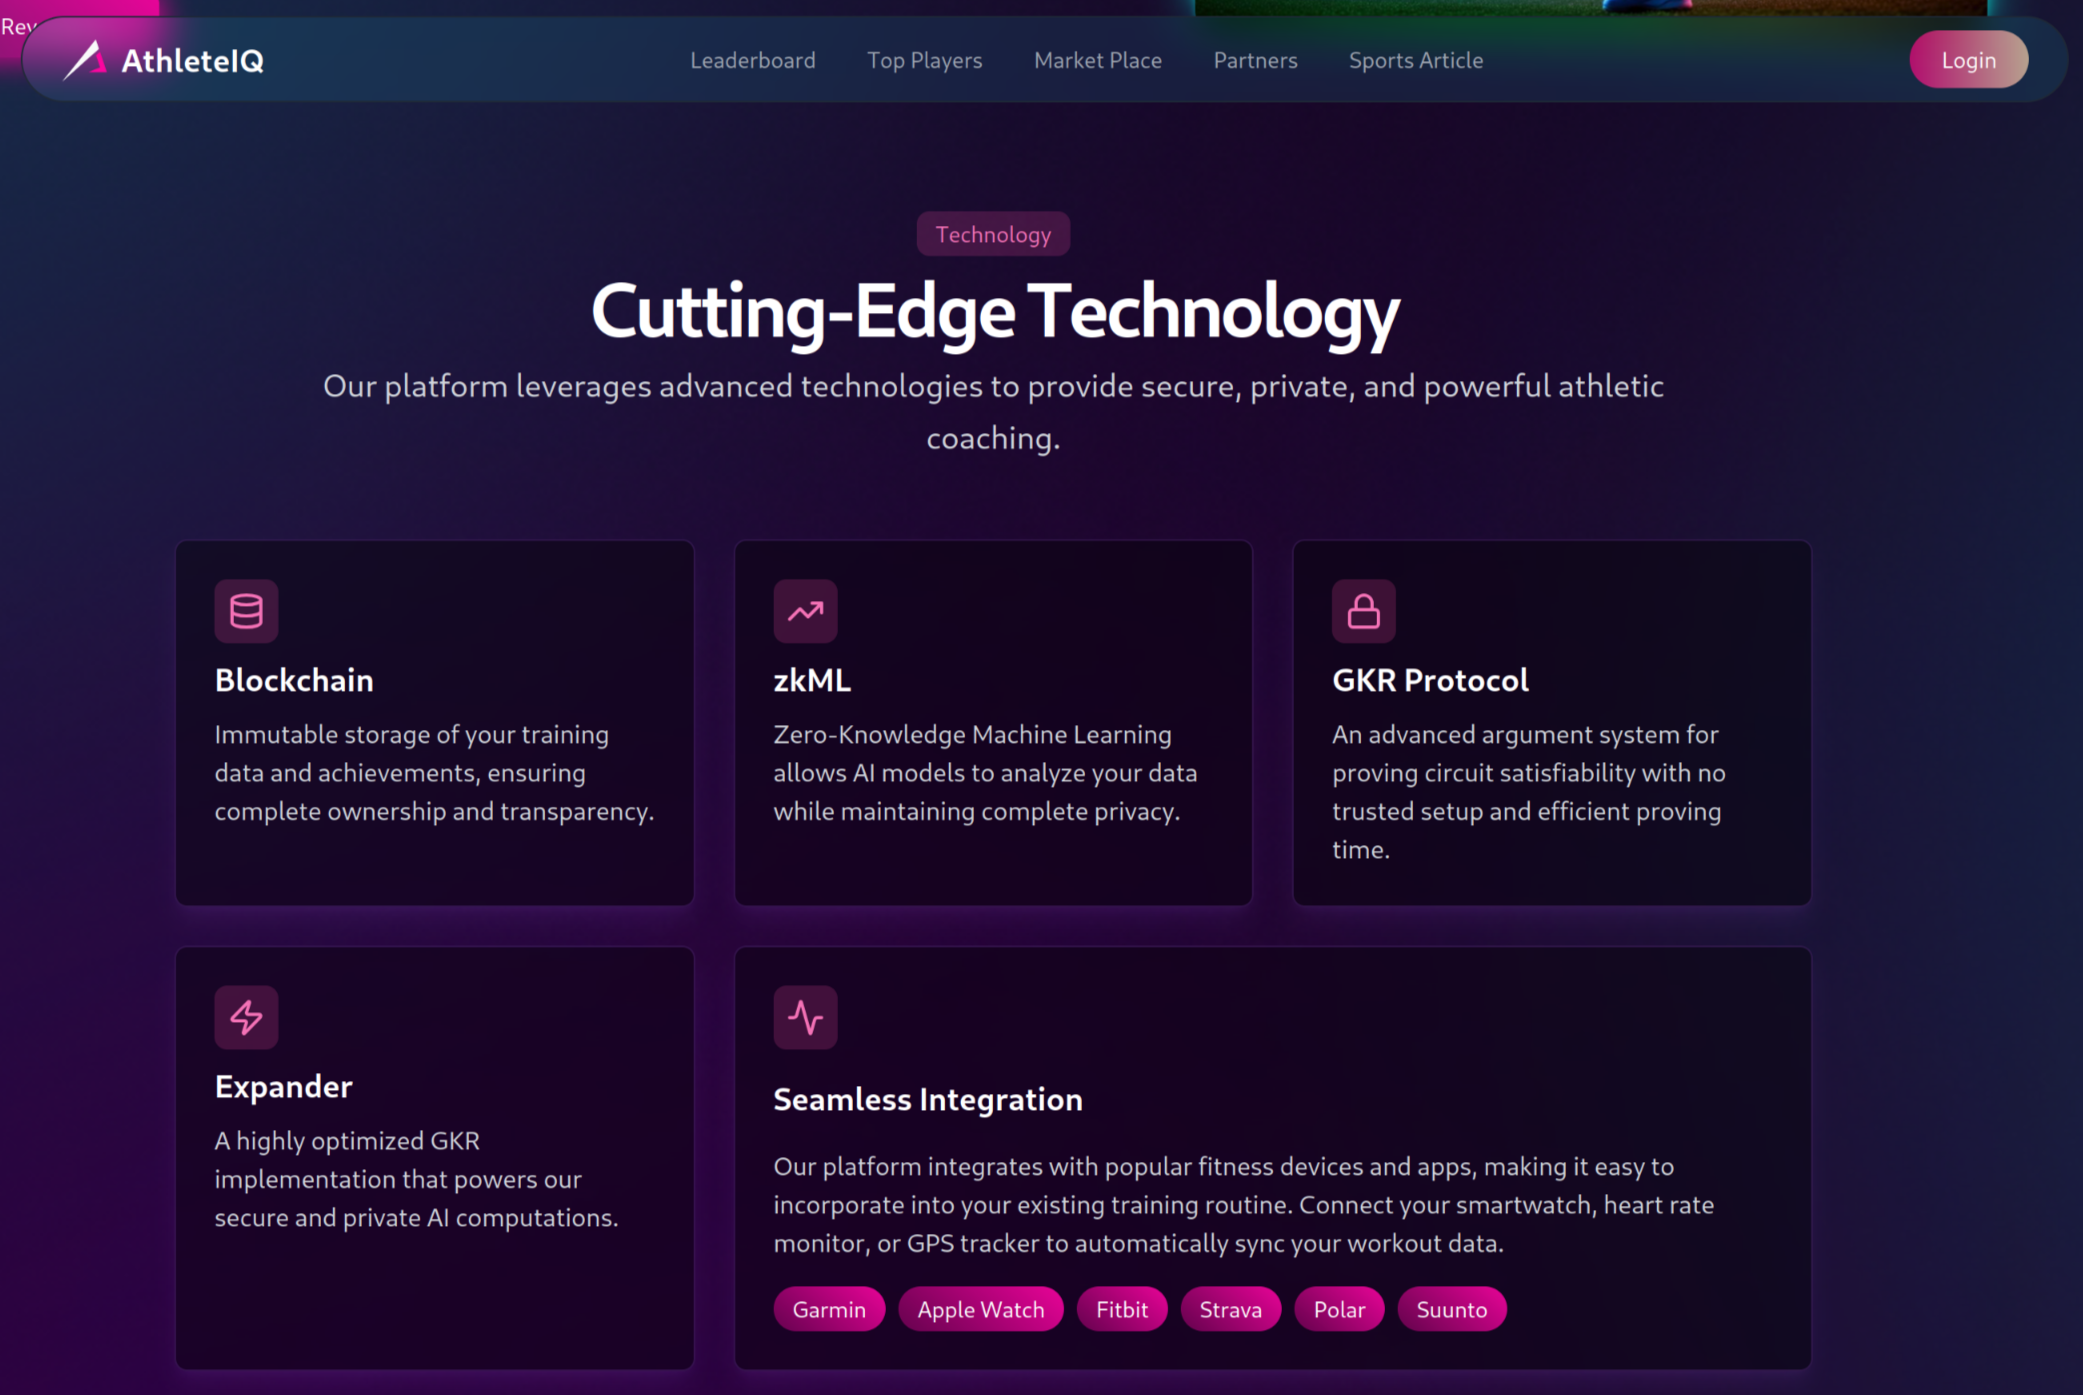 Rev
AthleteIQ
Leaderboard
Top Players
Market Place
Partners
Sports Article
Login
Technology
Cutting-Edge Technology
Our platform leverages advanced technologies to provide secure, private, and powerful athletic
coaching.
Blockchain
Immutable storage of your training
data and achievements, ensuring
complete ownership and transparency.
zkML
Zero-Knowledge Machine Learning
allows AI models to analyze your data
while maintaining complete privacy.
GKR Protocol
An advanced argument system for
proving circuit satisfiability with no
trusted setup and efficient proving
time.
Expander
A highly optimized GKR
implementation that powers our
secure and private AI computations.
Seamless Integration
Our platform integrates with popular fitness devices and apps, making it easy to
incorporate into your existing training routine. Connect your smartwatch, heart rate
monitor, or GPS tracker to automatically sync your workout data.
Garmin
Apple Watch
Fitbit
Strava
Polar
Suunto